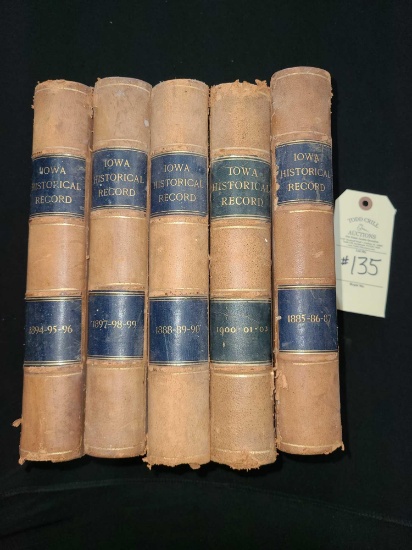 IOWA
HISTORICAL
RECORD
1894-95-96
IOWA
HISTORICAL
RECORD
1897-98-99
IOWA
HISTORICAL
RECORD
1888-89-90
IOWA
HISTORICAL
RECORD
1900-01-02
IOWA
HISTORICAL
RECORD
1885-86-87
AUCTIONS
#135